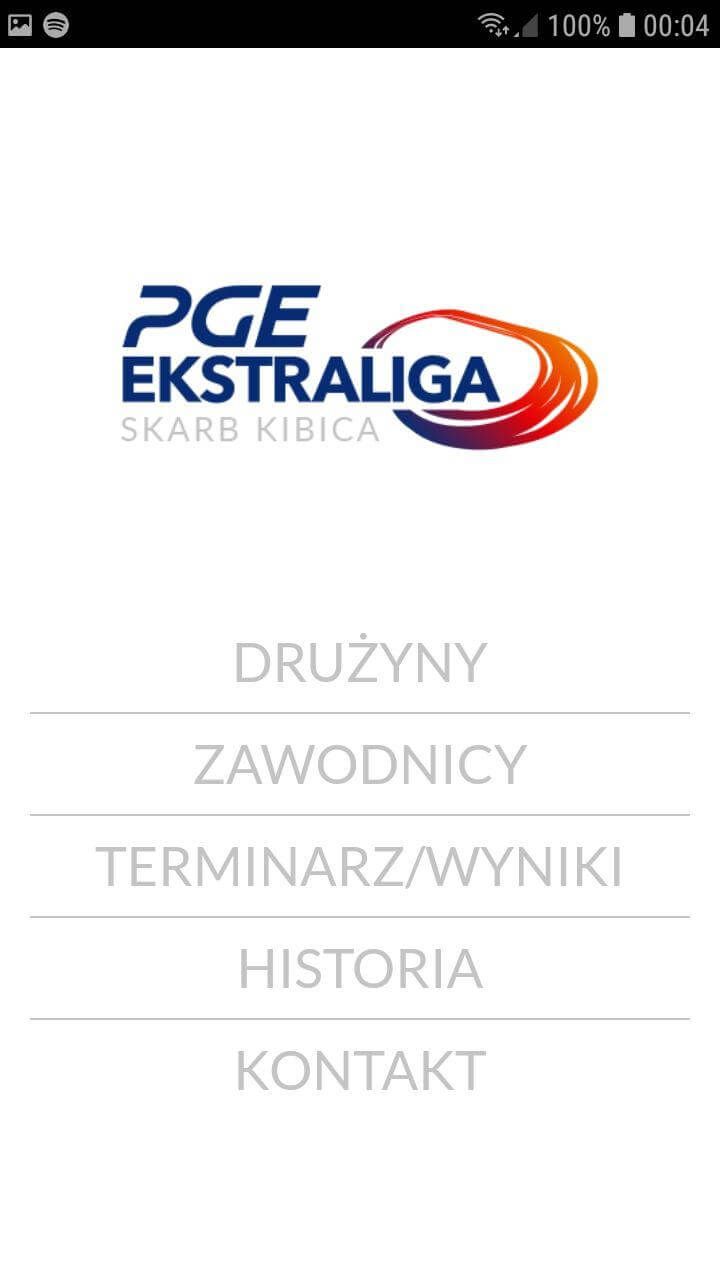 100% 00:04
PGE
EKSTRALIGA
SKARB KIBICA
DRUŻYNY
ZAWODNICY
TERMINARZ/WYNIKI
HISTORIA
KONTAKT